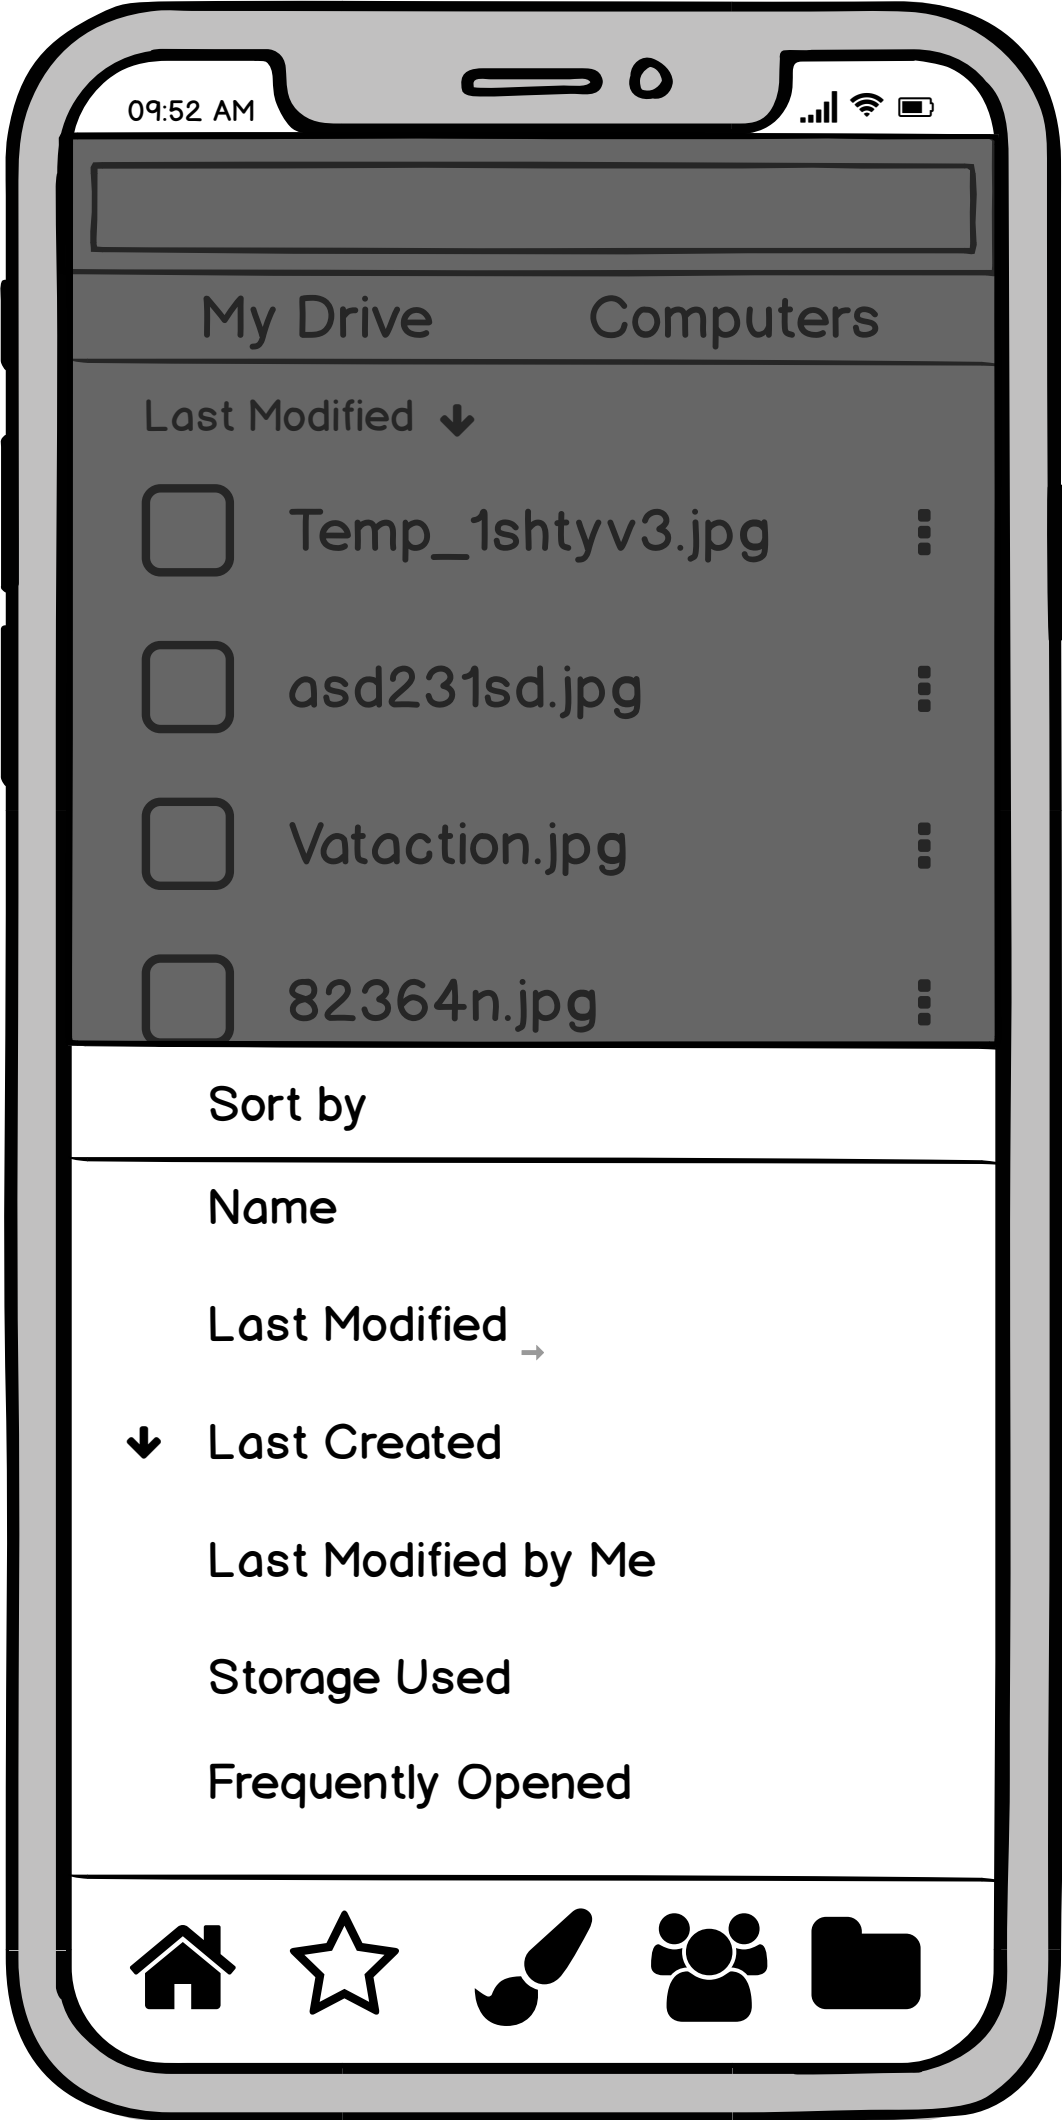 09:52 AM
My Drive Computers
Last Modified
Temp_1shtyv3.jpg
asd231sd.jpg
Vataction.jpg
82364n.jpg
Sort by
Name
Last Modified
Last Created
Last Modified by Me
Storage Used
Frequently Opened